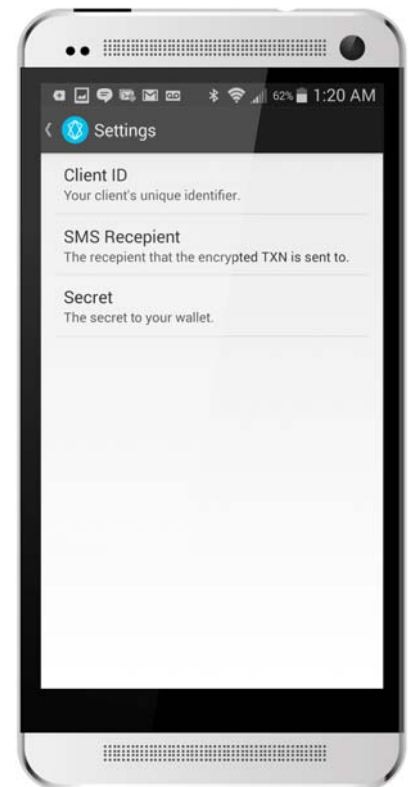 62% 1:20 AM
Settings
Client ID
Your client's unique identifier.
SMS Recepient
The recepient that the encrypted TXN is sent to.
Secret
The secret to your wallet.